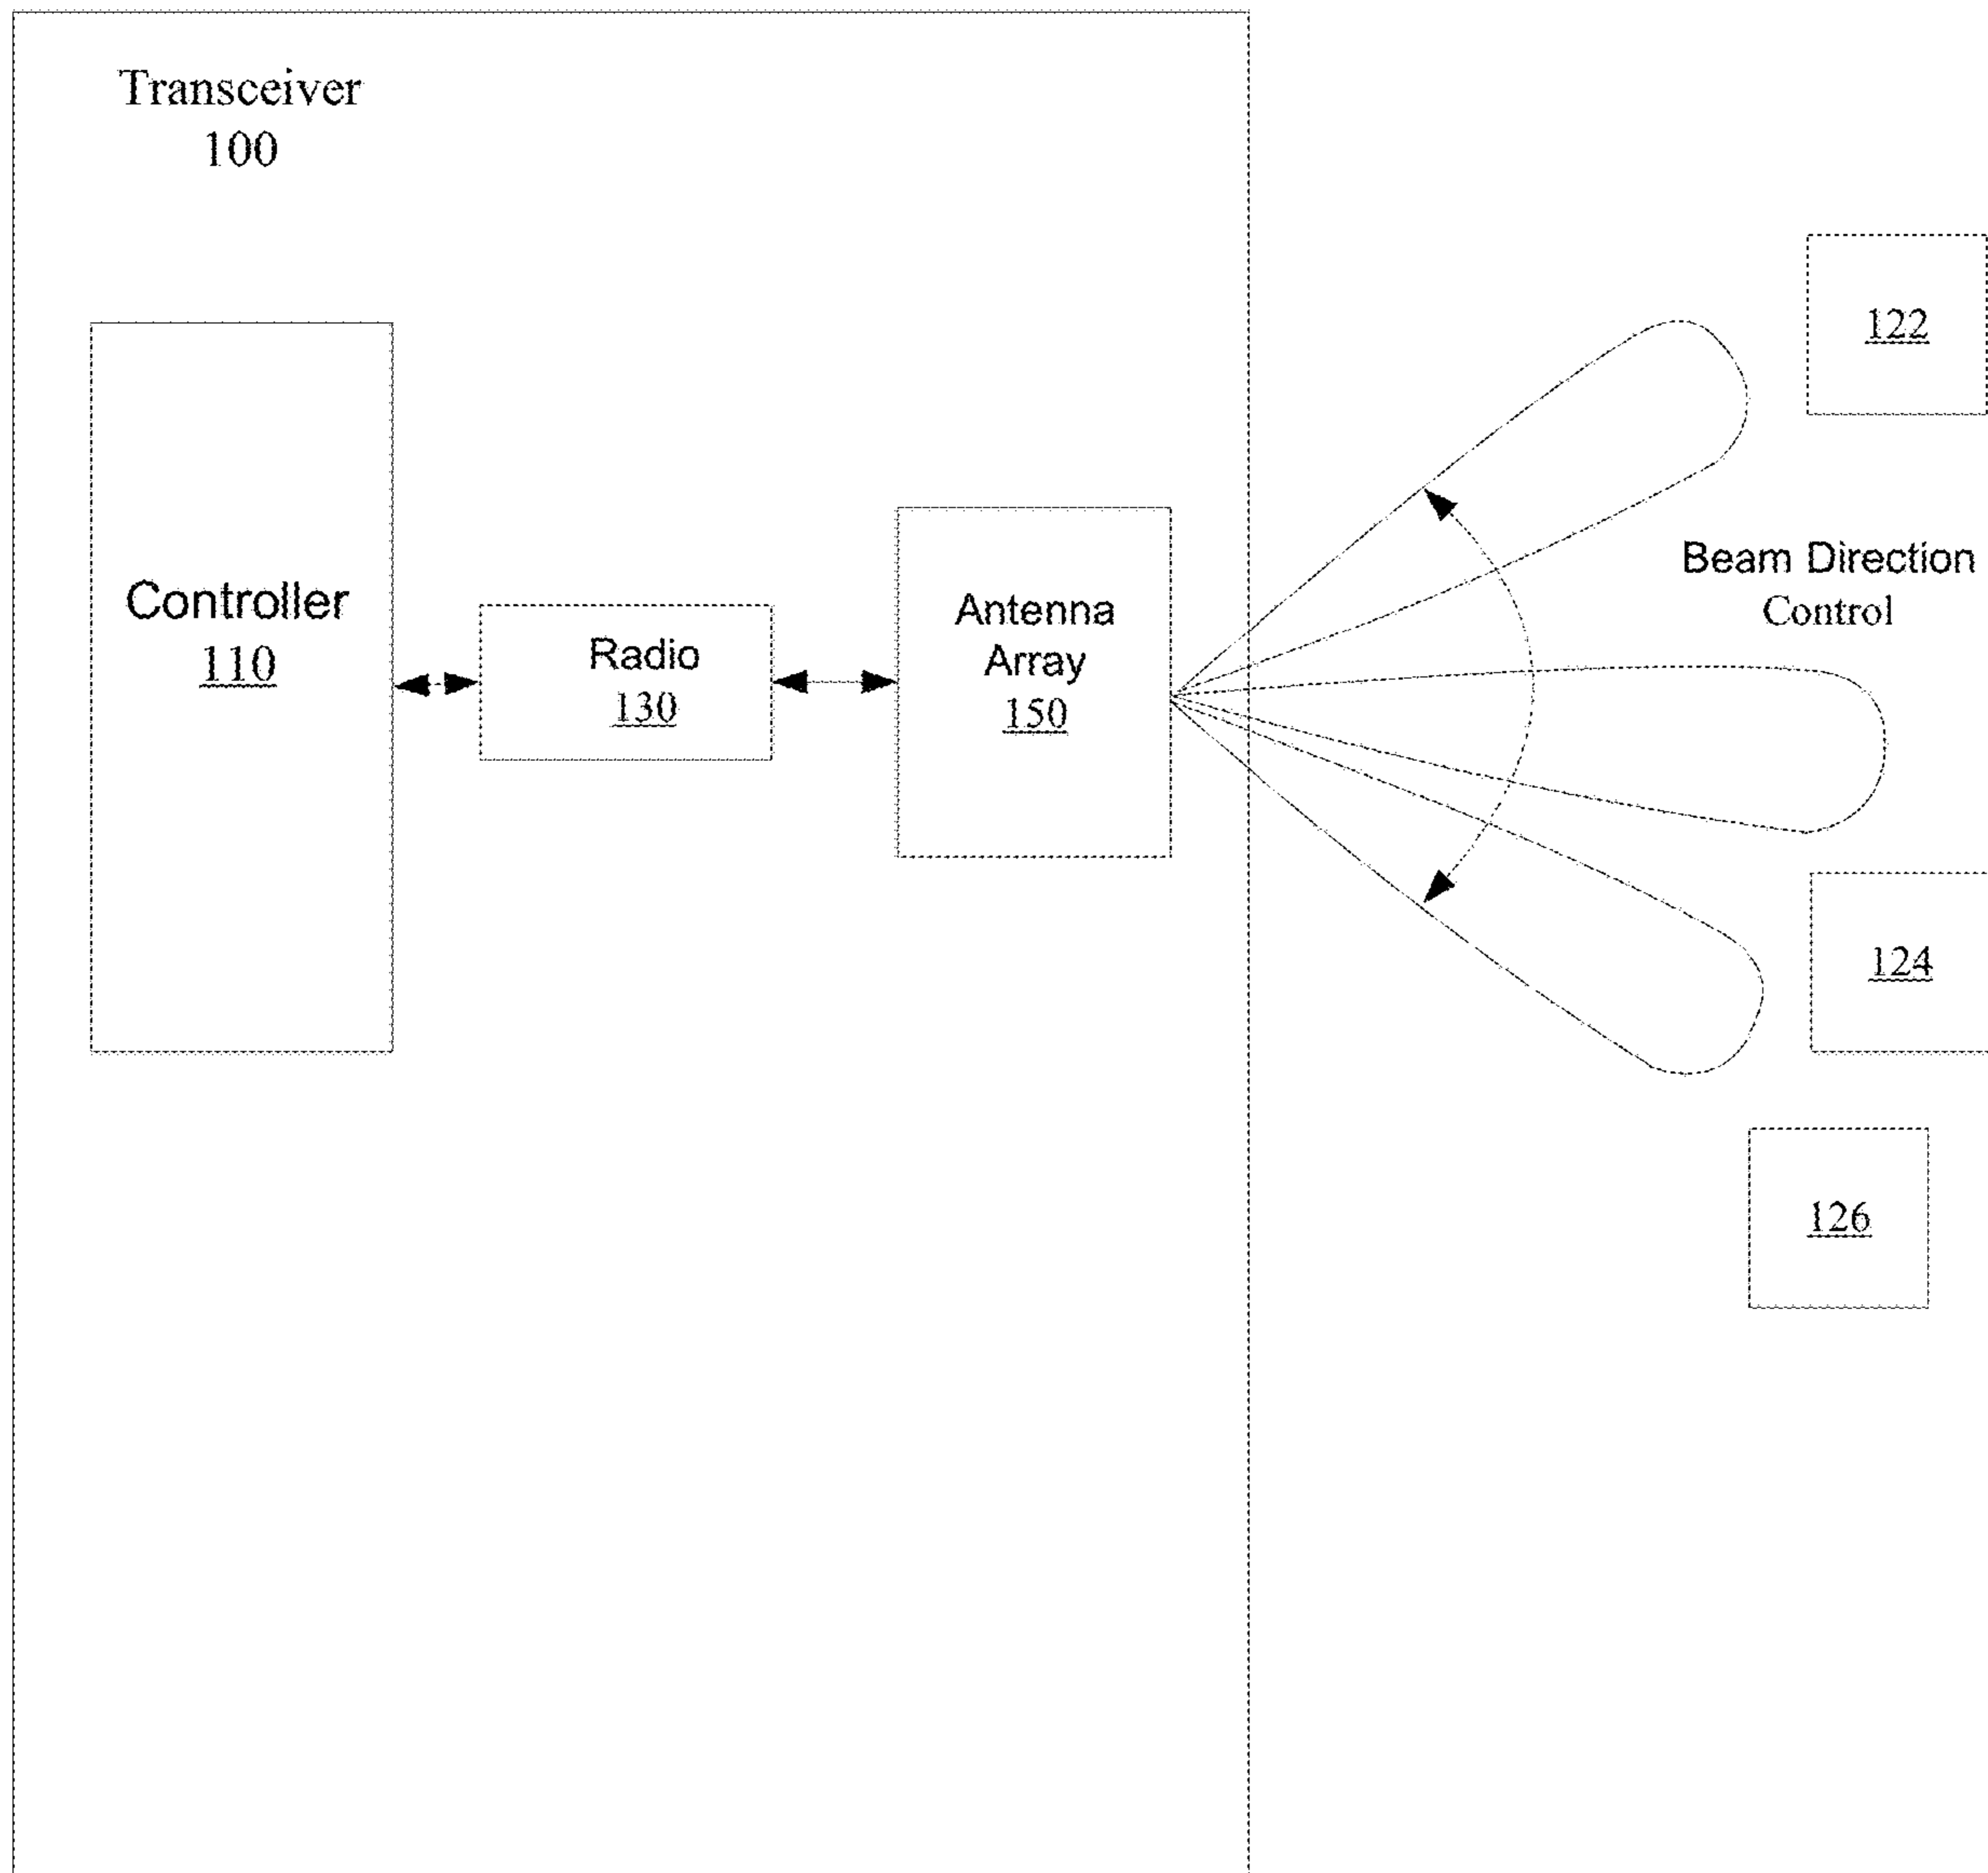 Transceiver
100
Controller
110
Radio
130
Antenna
Array
150
122
Beam Direction
Control
124
126